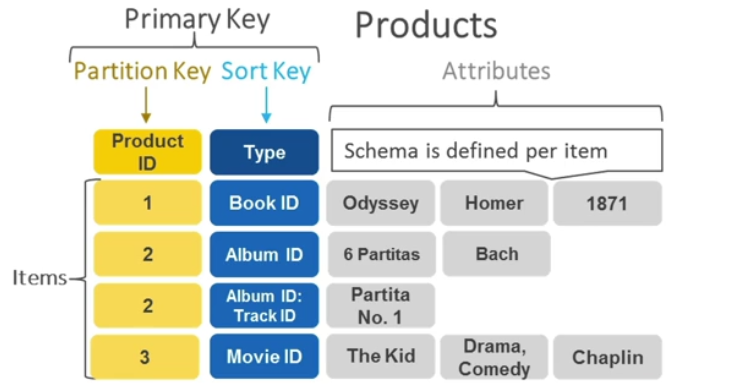 Primary Key
Products
Partition Key Sort Key
Attributes
Product
ID
Type
Schema is defined per item
1
Book ID
Odyssey
Homer
1871
Items
2
Album ID
6 Partitas
Bach
2
Album ID:
Track ID
Partita
No. 1
3
Movie ID
The Kid
Drama,
Comedy
Chaplin